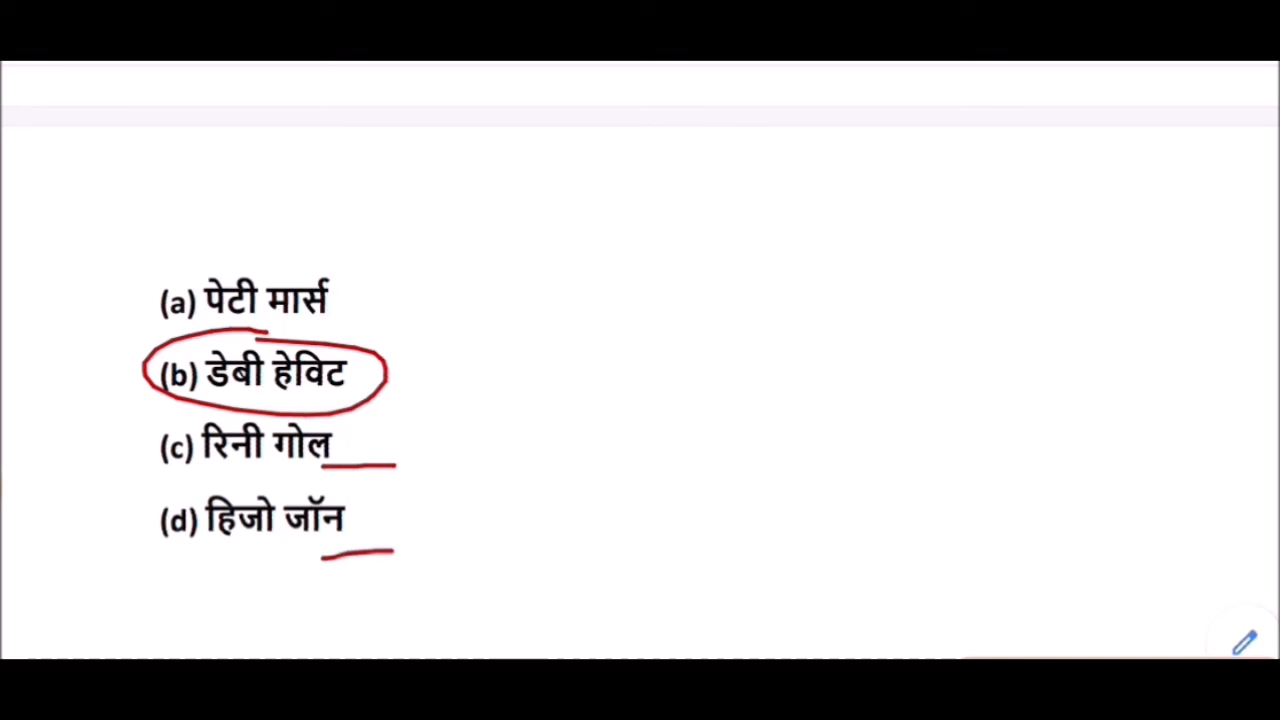 (a) पेटी मार्स
(b) डेबी हेविट
(c) रिनी गोल
(d) हिजो जॉन